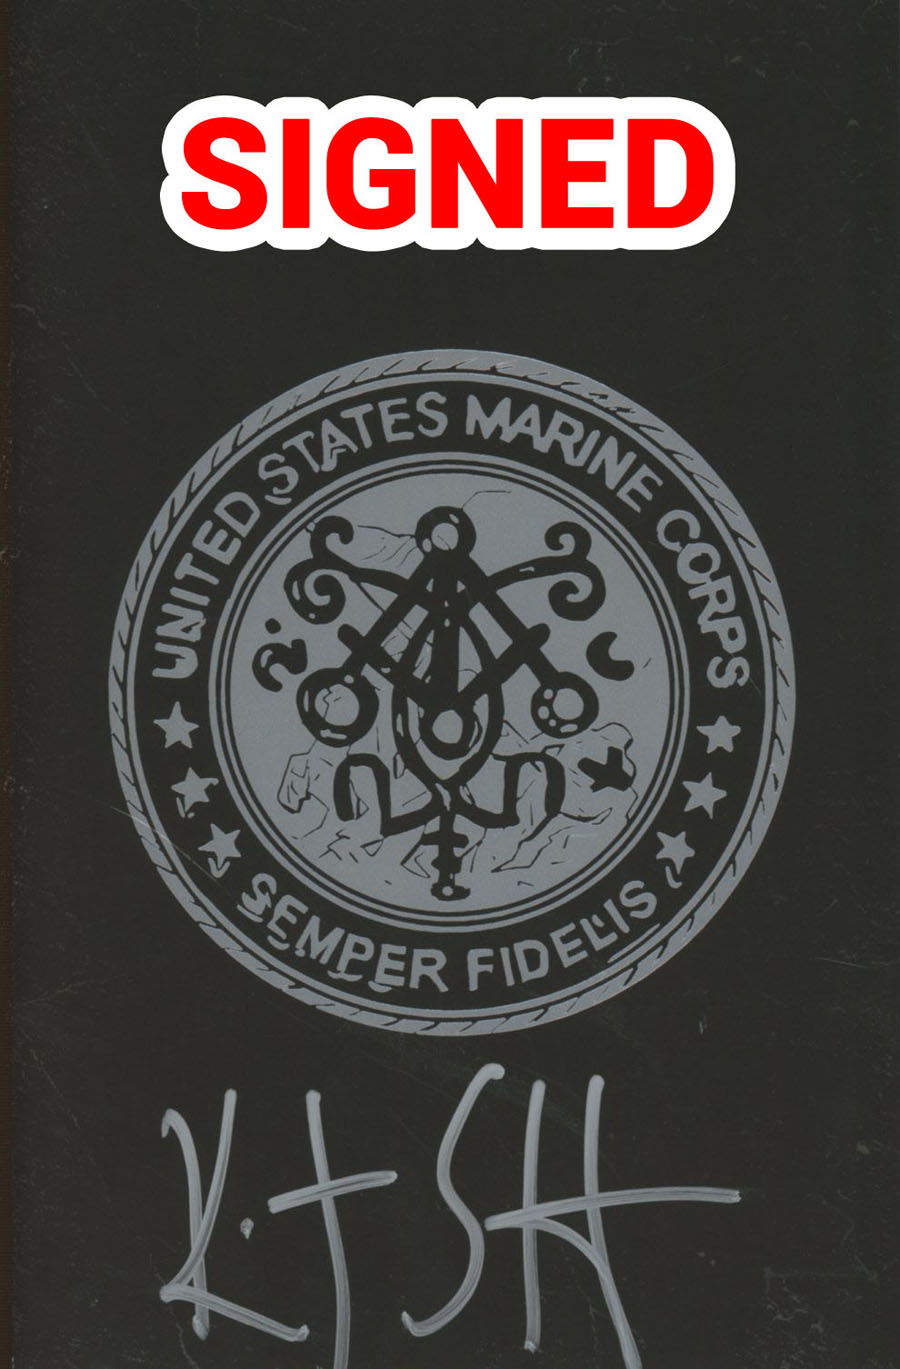 SIGNED
UNITED STATES MARINE CORPS
SEMPER FIDELIS